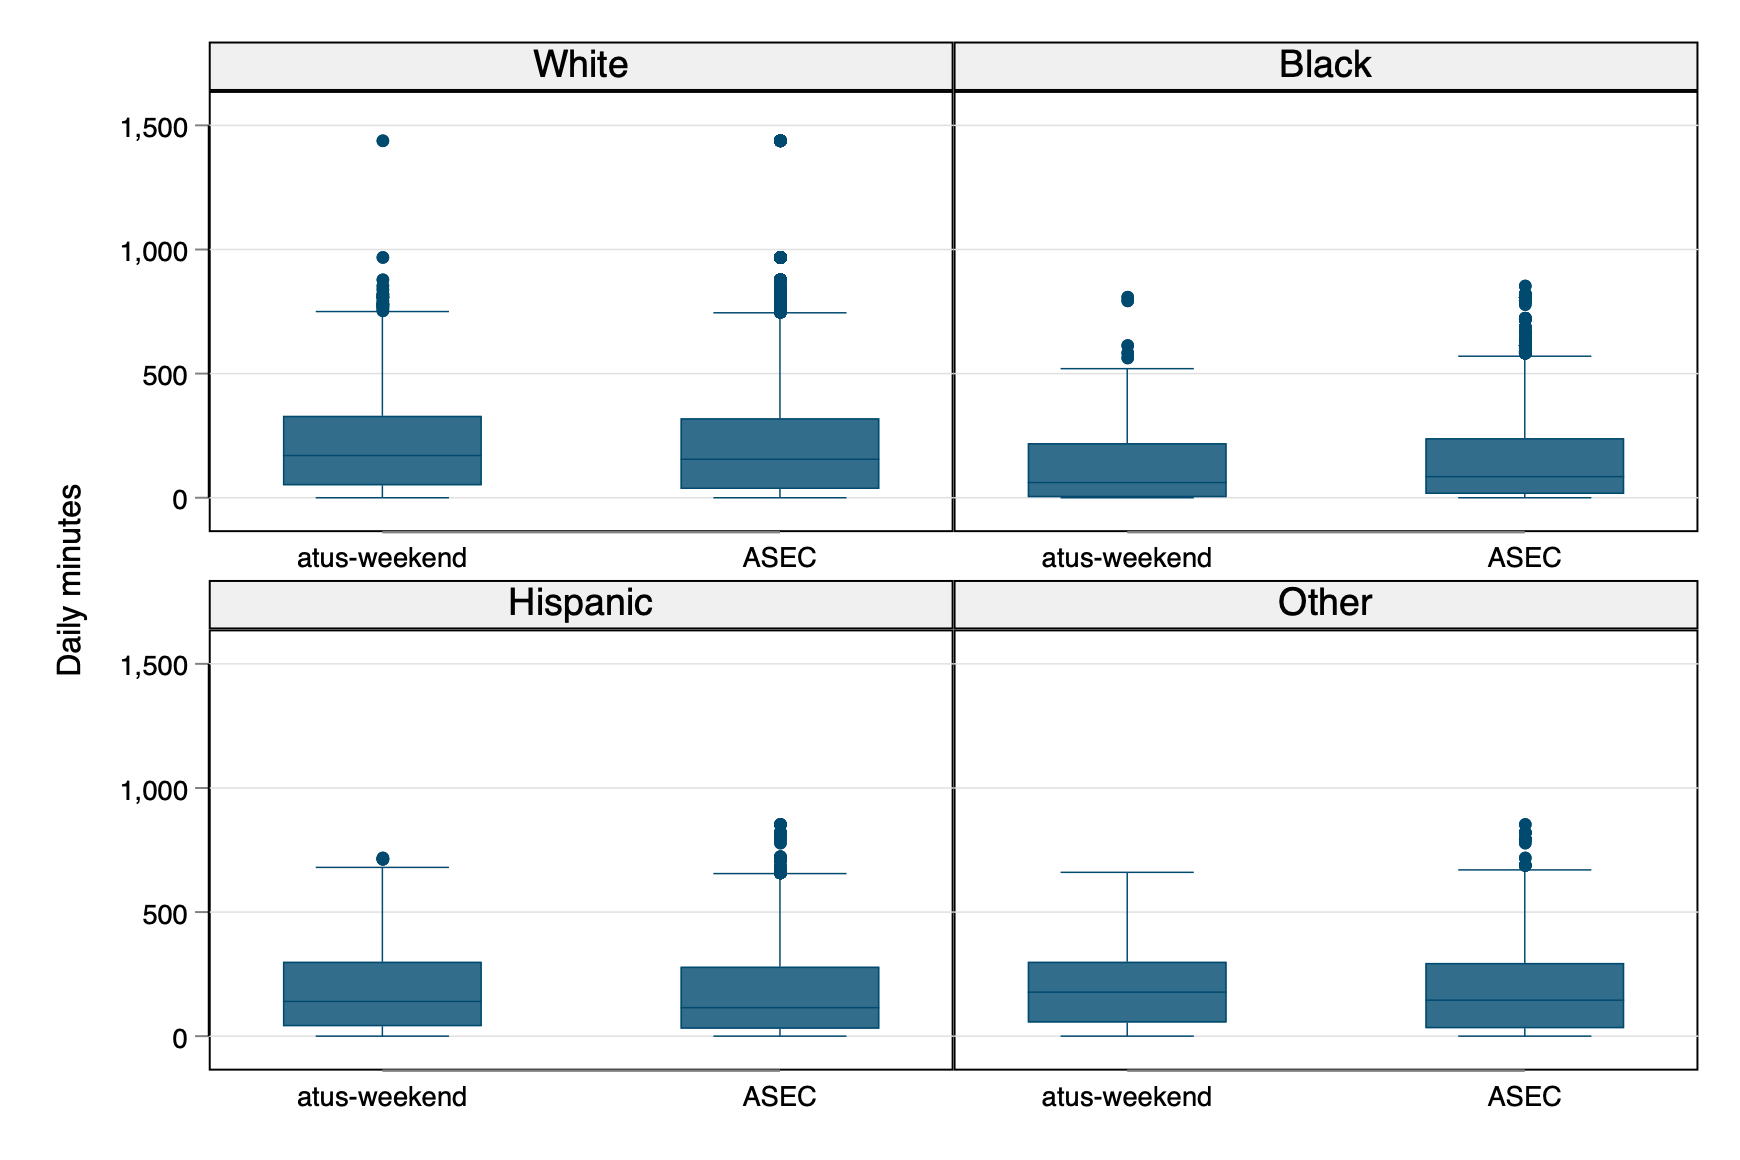 White
Black
1,500
1,000
500
0
atus-weekend
ASEC
atus-weekend
ASEC
Daily minutes
Hispanic
Other
1,500
1,000
500
0
atus-weekend
ASEC
atus-weekend
ASEC